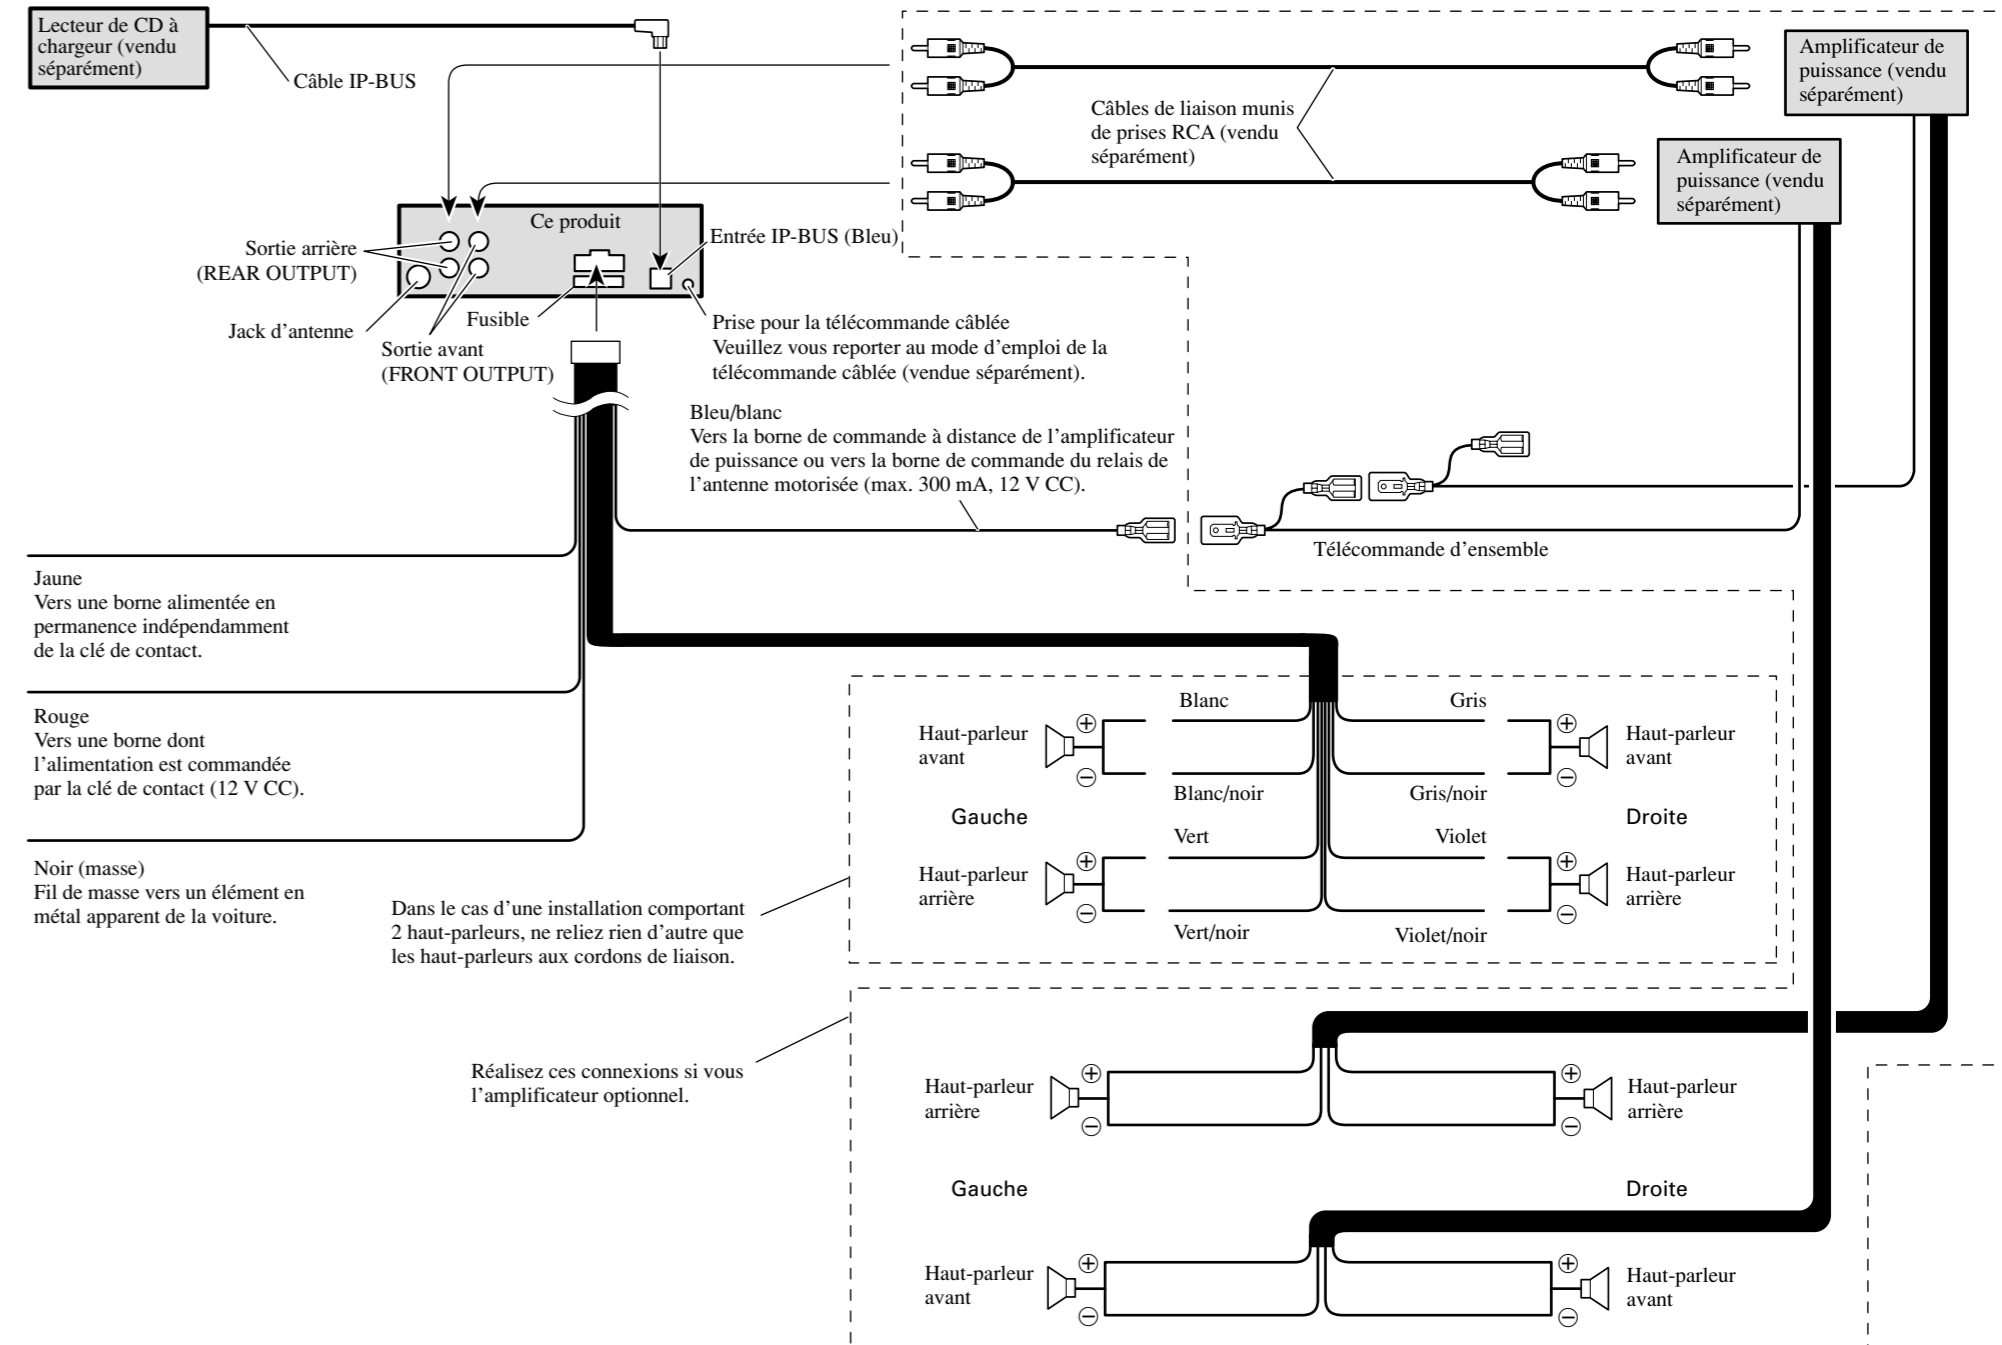 Lecteur de CD à
chargeur (vendu
séparément)
Câble IP-BUS
Câbles de liaison munis
de prises RCA (vendu
séparément)
Amplificateur de
puissance (vendu
séparément)
Amplificateur de
puissance (vendu
séparément)
Ce produit
Entrée IP-BUS (Bleu)
Sortie arrière
(REAR OUTPUT)
Jack d'antenne
Fusible
Sortie avant
(FRONT OUTPUT)
Prise pour la télécommande câblée
Veuillez vous reporter au mode d'emploi de la
télécommande câblée (vendue séparément).
Bleu/blanc
Vers la borne de commande à distance de l'amplificateur
de puissance ou vers la borne de commande du relais de
l'antenne motorisée (max. 300 mA, 12 V CC).
Télécommande d'ensemble
Jaune
Vers une borne alimentée en
permanence indépendamment
de la clé de contact.
Rouge
Vers une borne dont
l'alimentation est commandée
par la clé de contact (12 V CC).
Noir (masse)
Fil de masse vers un élément en
métal apparent de la voiture.
Dans le cas d'une installation comportant
2 haut-parleurs, ne reliez rien d'autre que
les haut-parleurs aux cordons de liaison.
Blanc
Gris
Haut-parleur
avant
+
−
+
−
Haut-parleur
avant
Blanc/noir
Gris/noir
Gauche
Droite
Vert
Violet
Haut-parleur
arrière
+
−
+
−
Haut-parleur
arrière
Vert/noir
Violet/noir
Réalisez ces connexions si vous
l'amplificateur optionnel.
Haut-parleur
arrière
+
−
+
−
Haut-parleur
arrière
Gauche
Droite
Haut-parleur
avant
+
−
+
−
Haut-parleur
avant